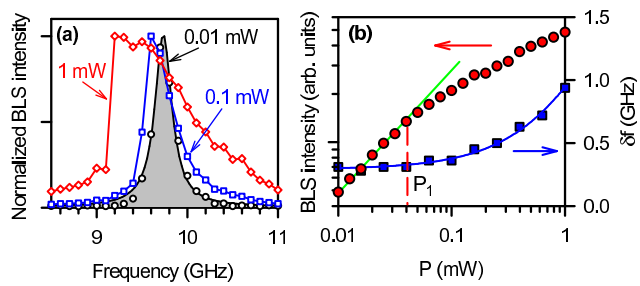 (a)
0.01 mW
1 mW
0.1 mW
Normalized BLS intensity
9
10
11
Frequency (GHz)
(b)
P1
BLS intensity (arb. units)
1.5
1.0
0.5
0.0
δf (GHz)
0.01
0.1
1
P (mW)